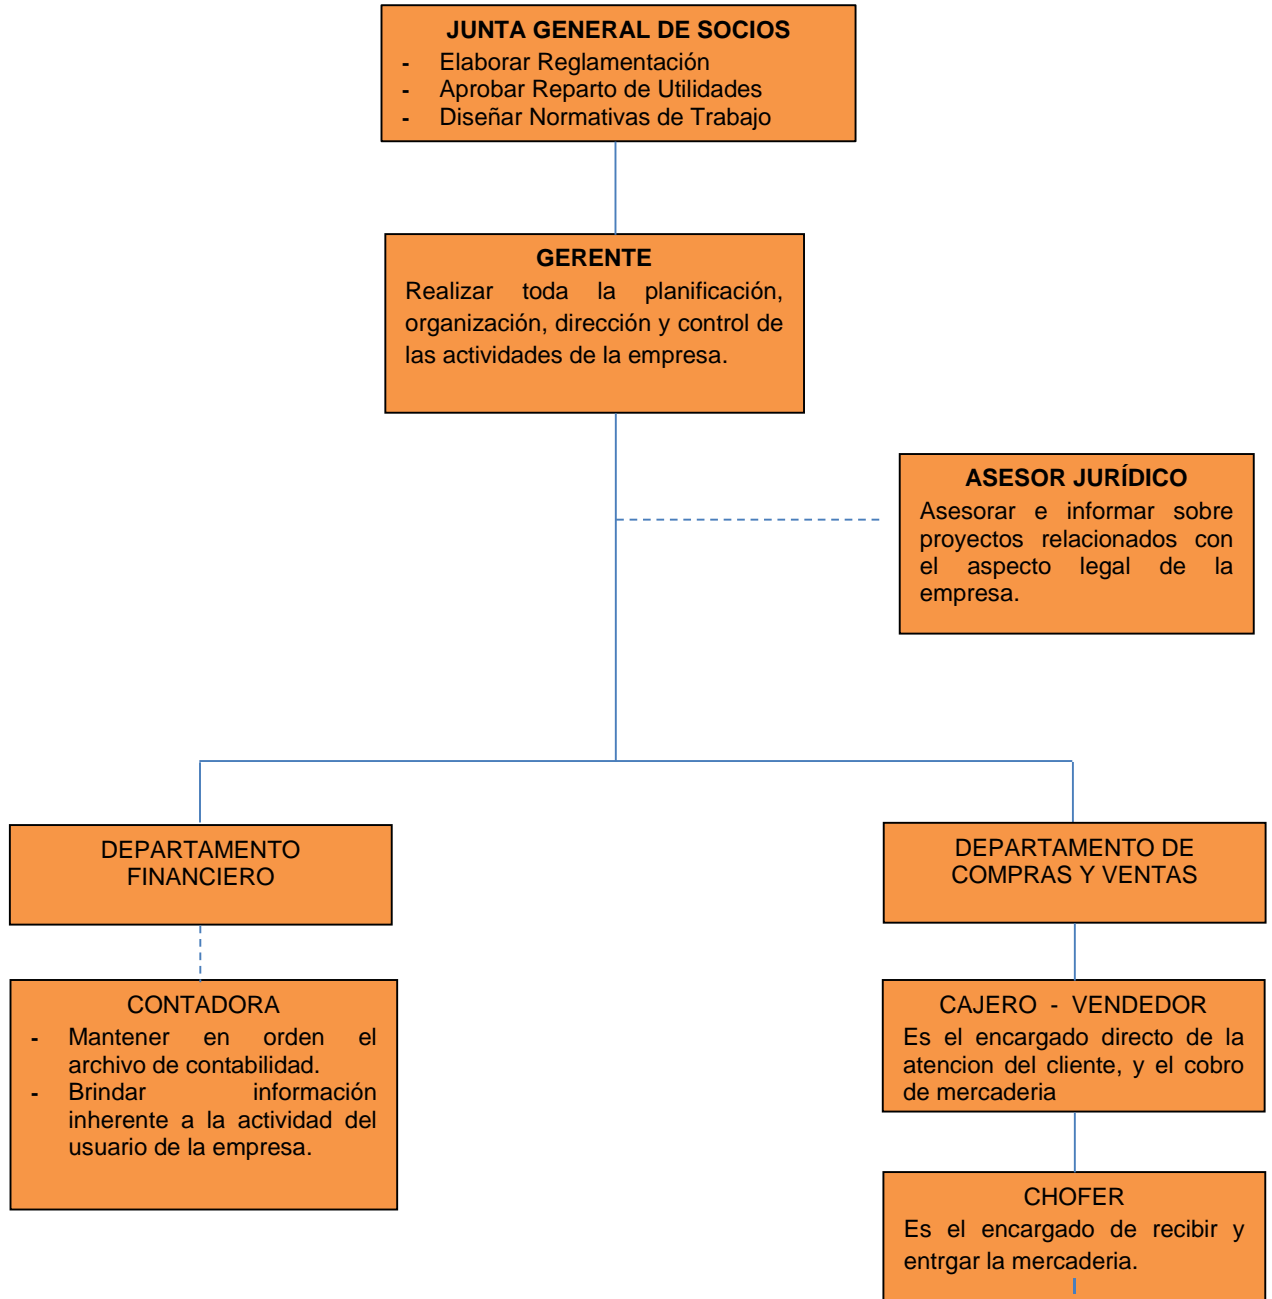 JUNTA GENERAL DE SOCIOS
- Elaborar Reglamentación
- Aprobar Reparto de Utilidades
- Diseñar Normativas de Trabajo
GERENTE
Realizar toda la planificación,
organización, dirección y control de
las actividades de la empresa.
ASESOR JURÍDICO
Asesorar e informar sobre
proyectos relacionados con
el aspecto legal de la
empresa.
DEPARTAMENTO
FINANCIERO
DEPARTAMENTO DE
COMPRAS Y VENTAS
CONTADORA
- Mantener en orden el
archivo de contabilidad.
- Brindar información
inherente a la actividad del
usuario de la empresa.
CAJERO - VENDEDOR
Es el encargado directo de la
atencion del cliente, y el cobro
de mercaderia
CHOFER
Es el encargado de recibir y
entrgar la mercaderia.